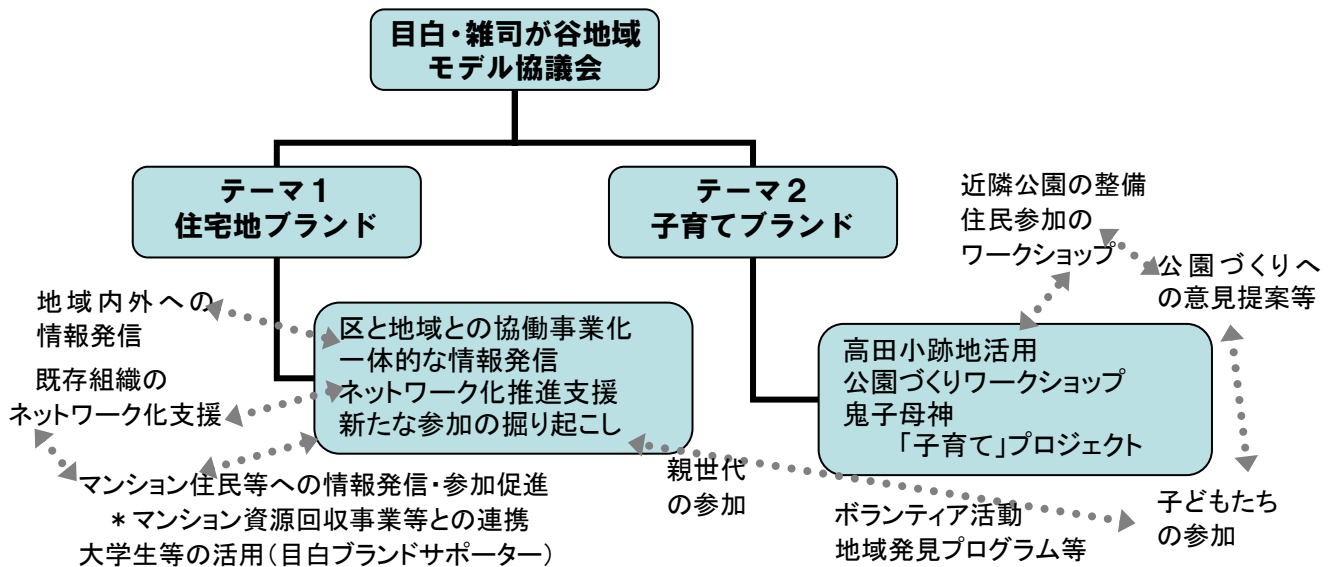 目白・雑司が谷地域
モデル協議会
テーマ1
住宅地ブランド
テーマ2
子育てブランド
近隣公園の整備
住民参加の
ワークショップ
公園づくりへ
の意見提案等
地域内外への
情報発信
既存組織の
ネットワーク化支援
区と地域との協働事業化
一体的な情報発信
ネットワーク化推進支援
新たな参加の掘り起こし
高田小跡地活用
公園づくりワークショップ
鬼子母神
「子育て」プロジェクト
マンション住民等への情報発信・参加促進
＊マンション資源回収事業等との連携
大学生等の活用(目白ブランドサポーター)
親世代
の参加
ボランティア活動
地域発見プログラム等
子どもたち
の参加